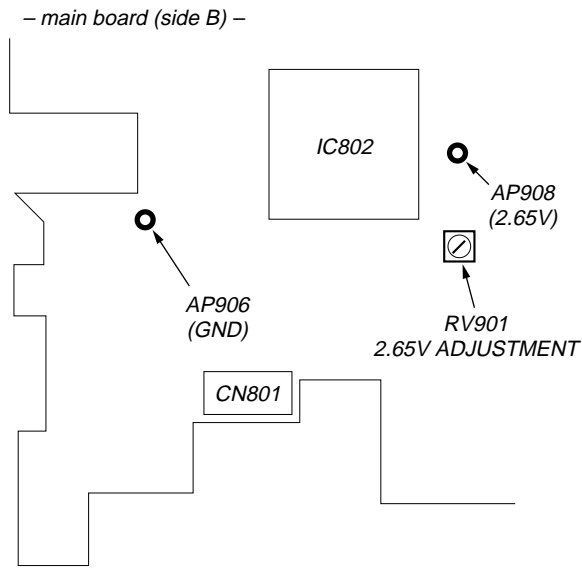 – main board (side B) –
IC802
AP908
(2.65V)
AP906
(GND)
RV901
2.65V ADJUSTMENT
CN801